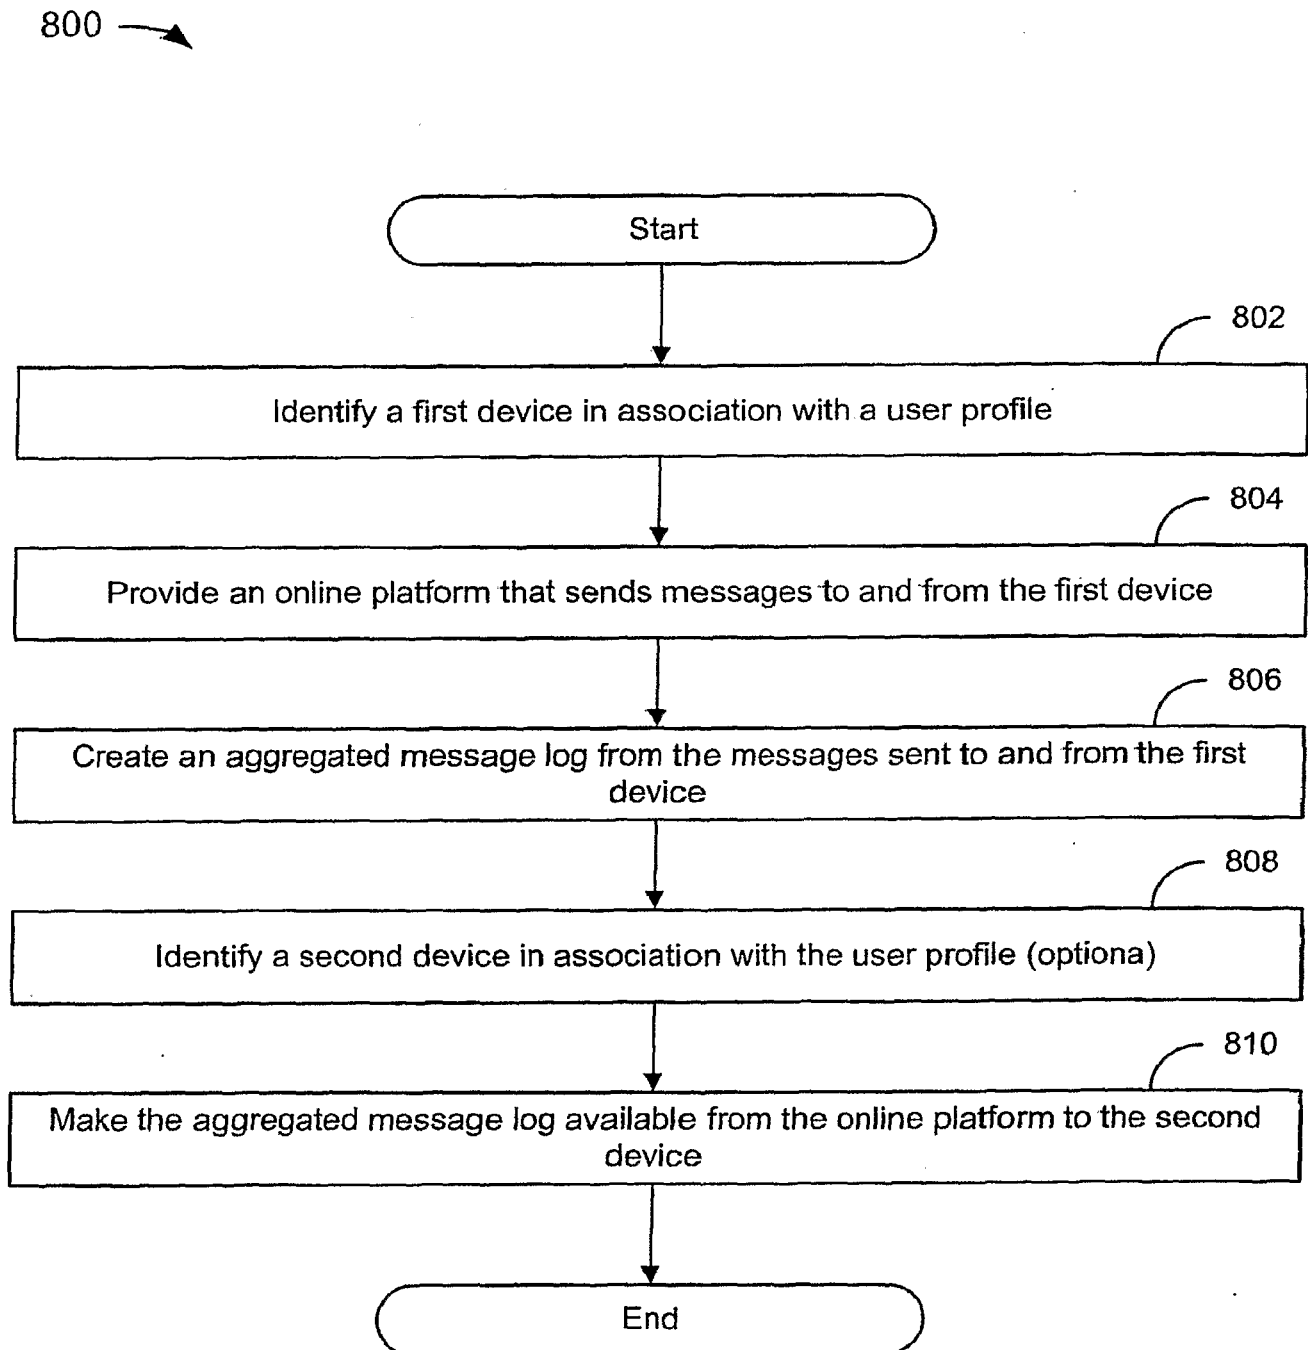 800
Start
802
Identify a first device in association with a user profile
804
Provide an online platform that sends messages to and from the first device
806
Create an aggregated message log from the messages sent to and from the first
device
808
Identify a second device in association with the user profile (optiona)
810
Make the aggregated message log available from the online platform to the second
device
End